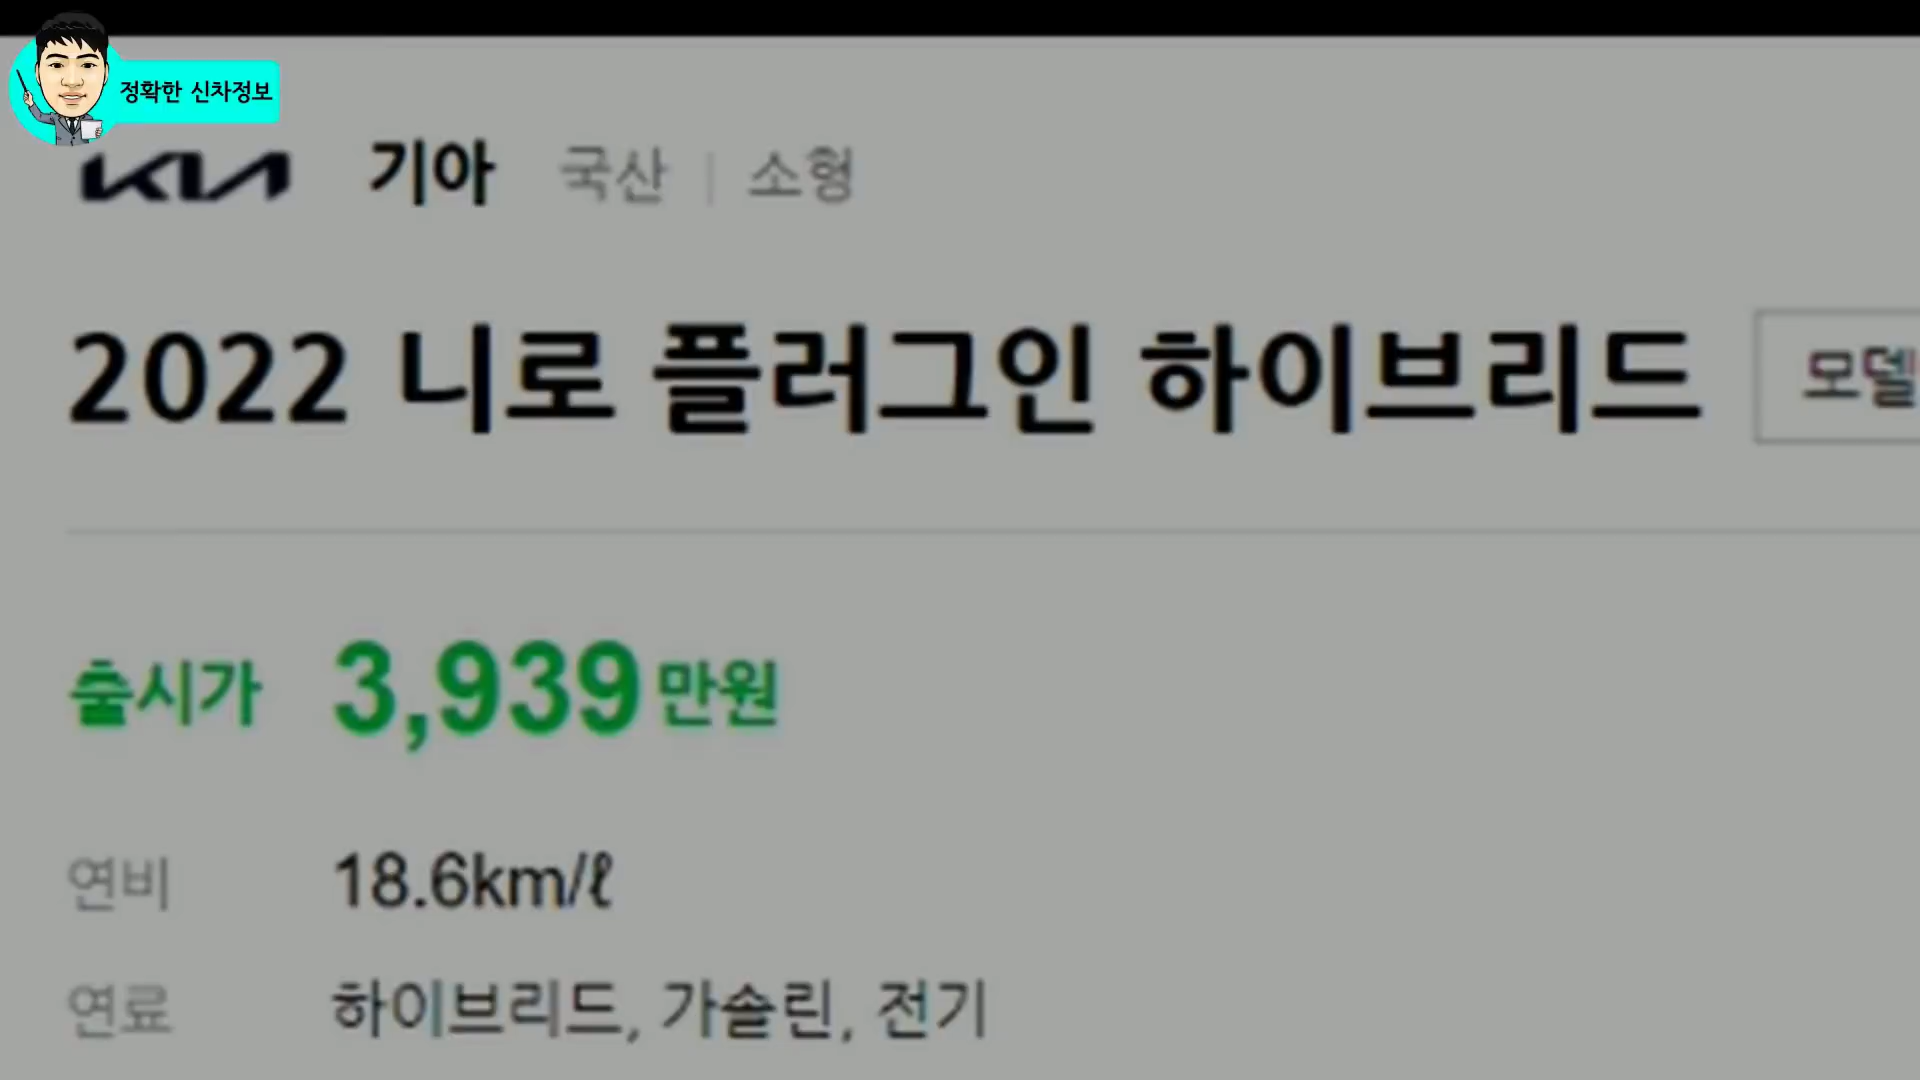 정확한 신차정보
KIA 기아 국산 | 소형
2022 니로 플러그인 하이브리드 모델
출시가 3,939만원
연비 18.6km/ℓ
연료 하이브리드, 가솔린, 전기